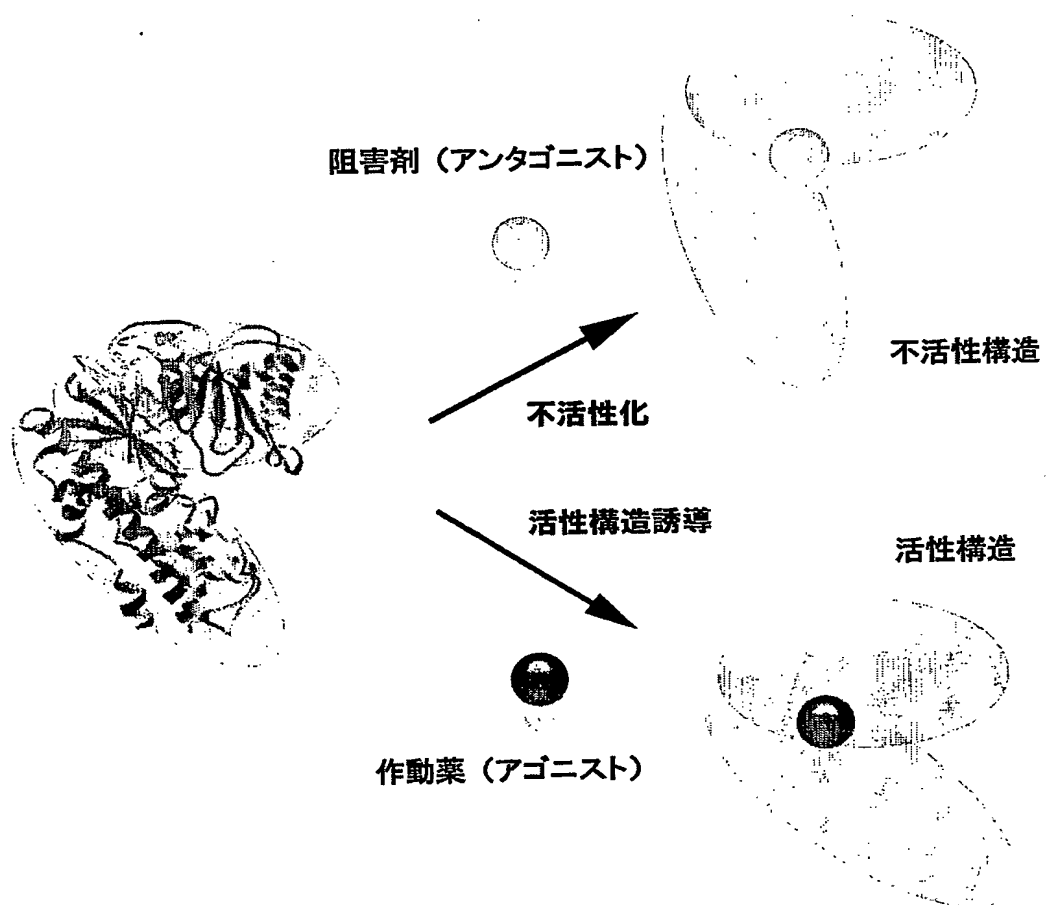 阻害剤（アンタゴニスト）
不活性構造
不活性化
活性構造誘導
活性構造
作動薬（アゴニスト）